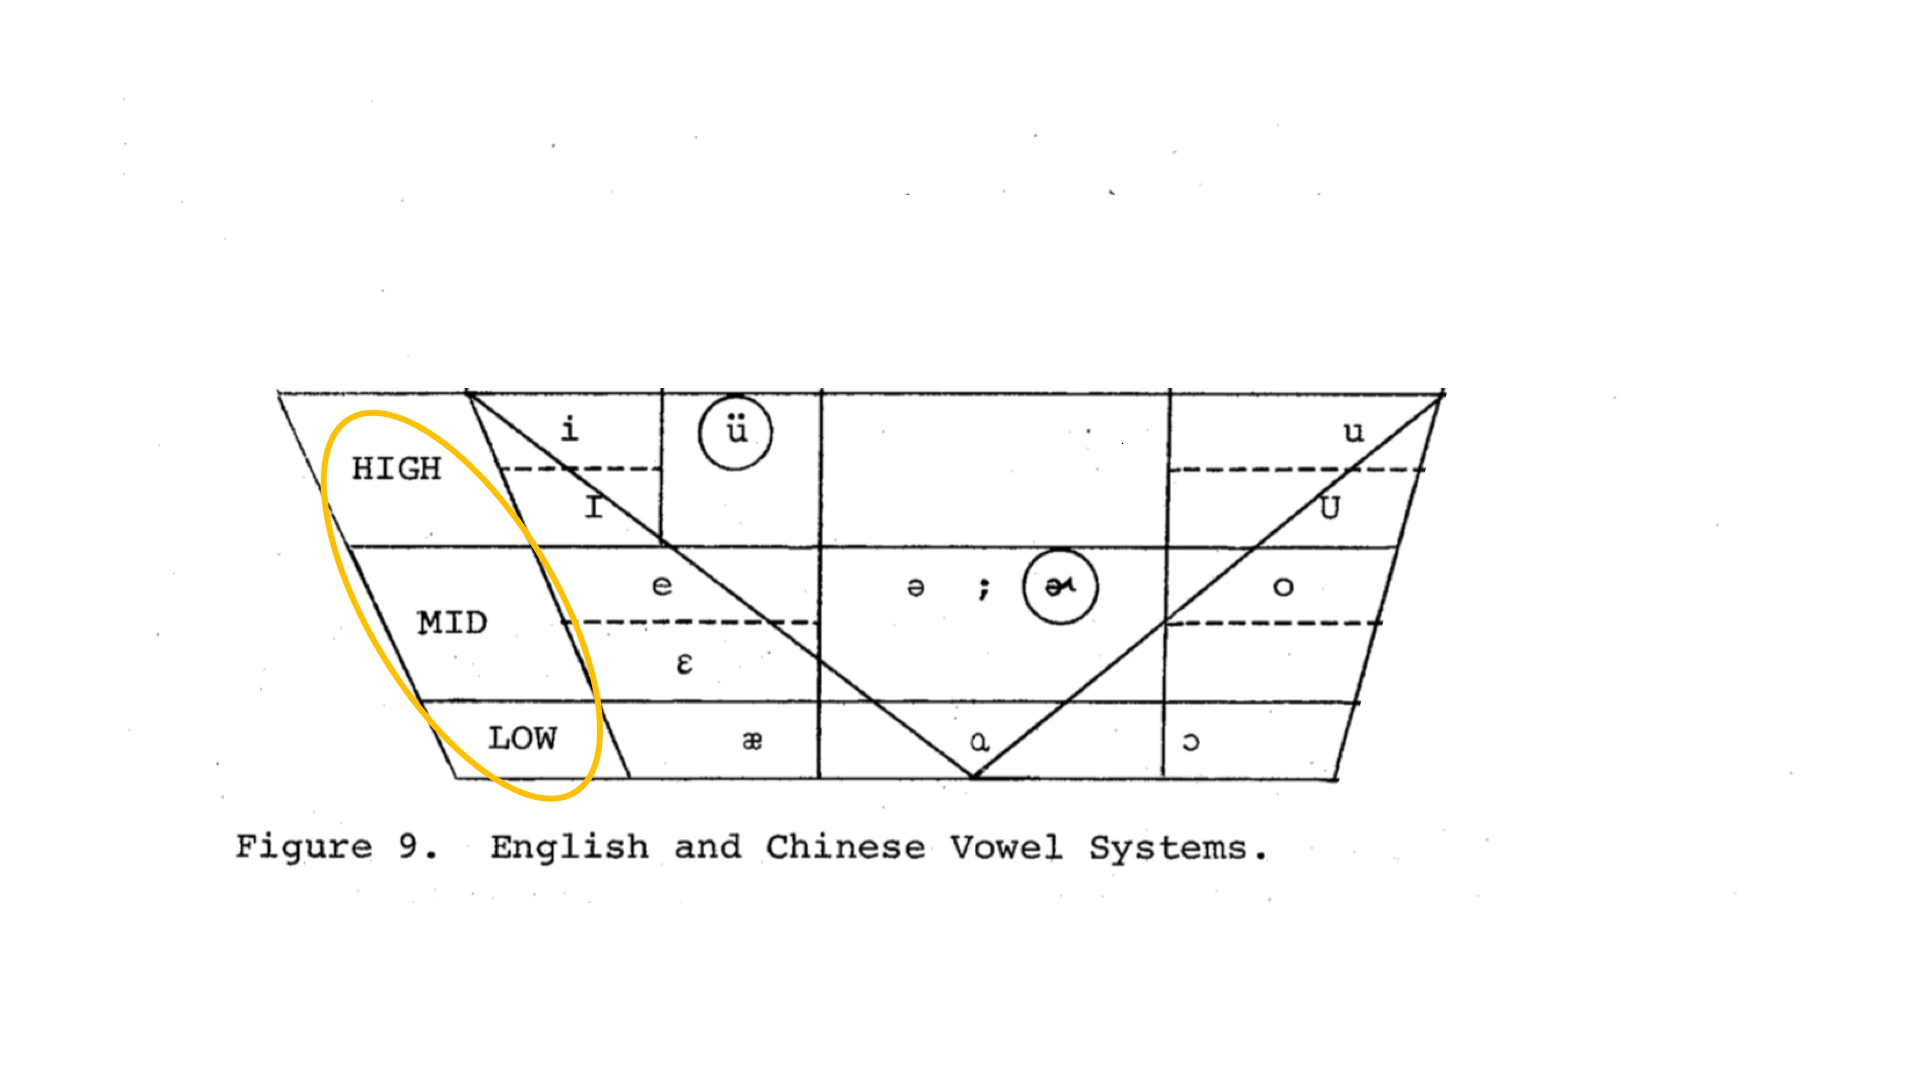 i ü u
HIGH
I U
e ə ; ɚ o
MID
ɛ
LOW æ ɑ ɔ
Figure 9. English and Chinese Vowel Systems.